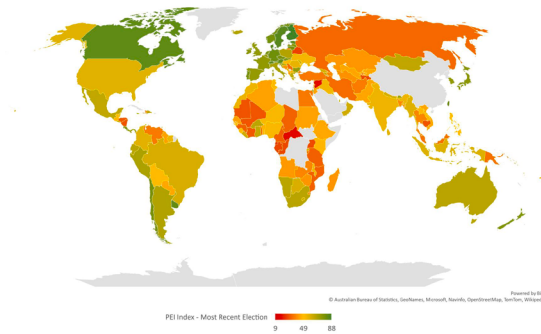 Powered by Bi
© Australian Bureau of Statistics, GeoNames, Microsoft, Navinfo, OpenStreetMap, TomTom, Wikiped
PEI Index - Most Recent Election
9 49 88